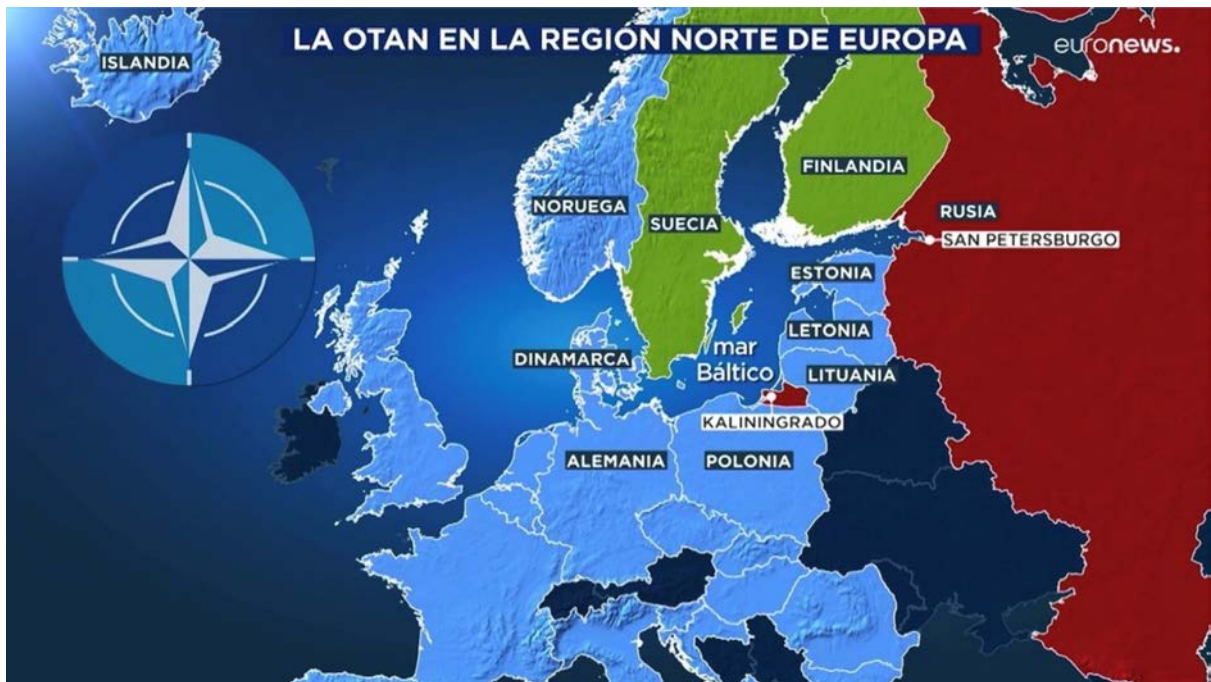 LA OTAN EN LA REGIÓN NORTE DE EUROPA
euronews.
ISLANDIA
FINLANDIA
NORUEGA
SUECIA
RUSIA
SAN PETERSBURGO
ESTONIA
LETONIA
DINAMARCA
mar
Báltico
LITUANIA
KALININGRADO
ALEMANIA
POLONIA